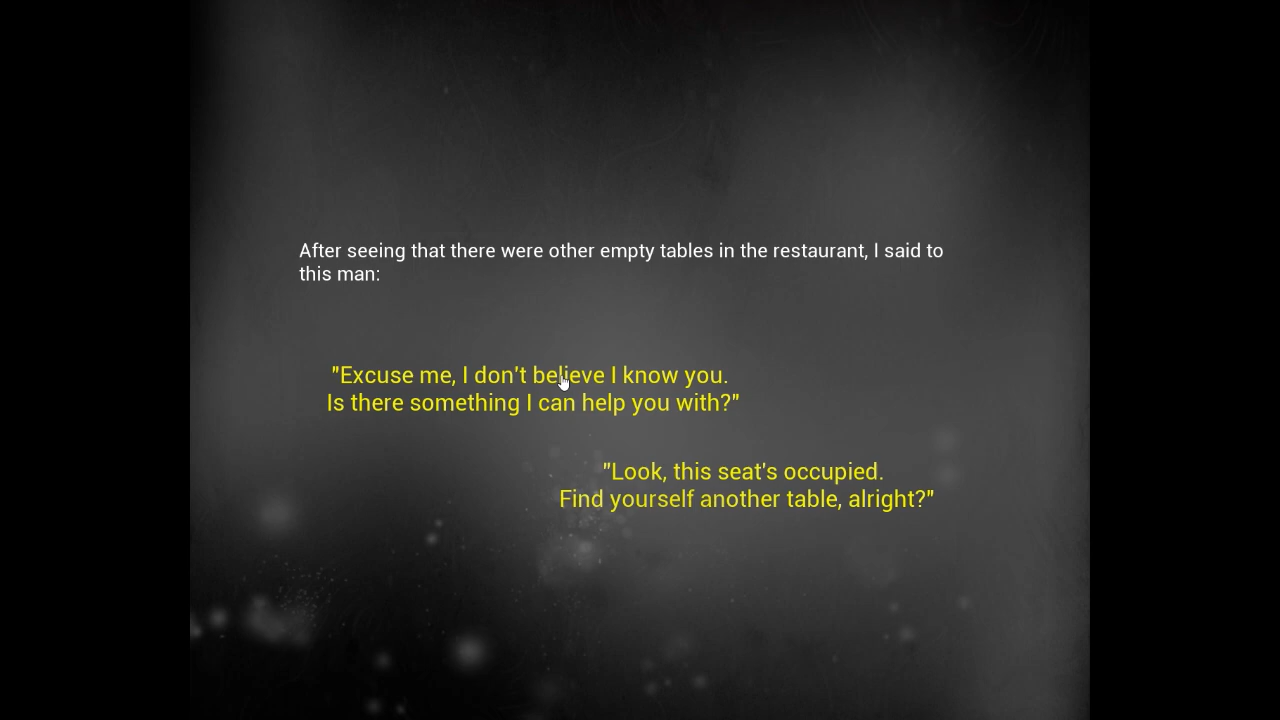 After seeing that there were other empty tables in the restaurant, I said to
this man:
"Excuse me, I don't believe I know you.
Is there something I can help you with?"
"Look, this seat's occupied.
Find yourself another table, alright?"